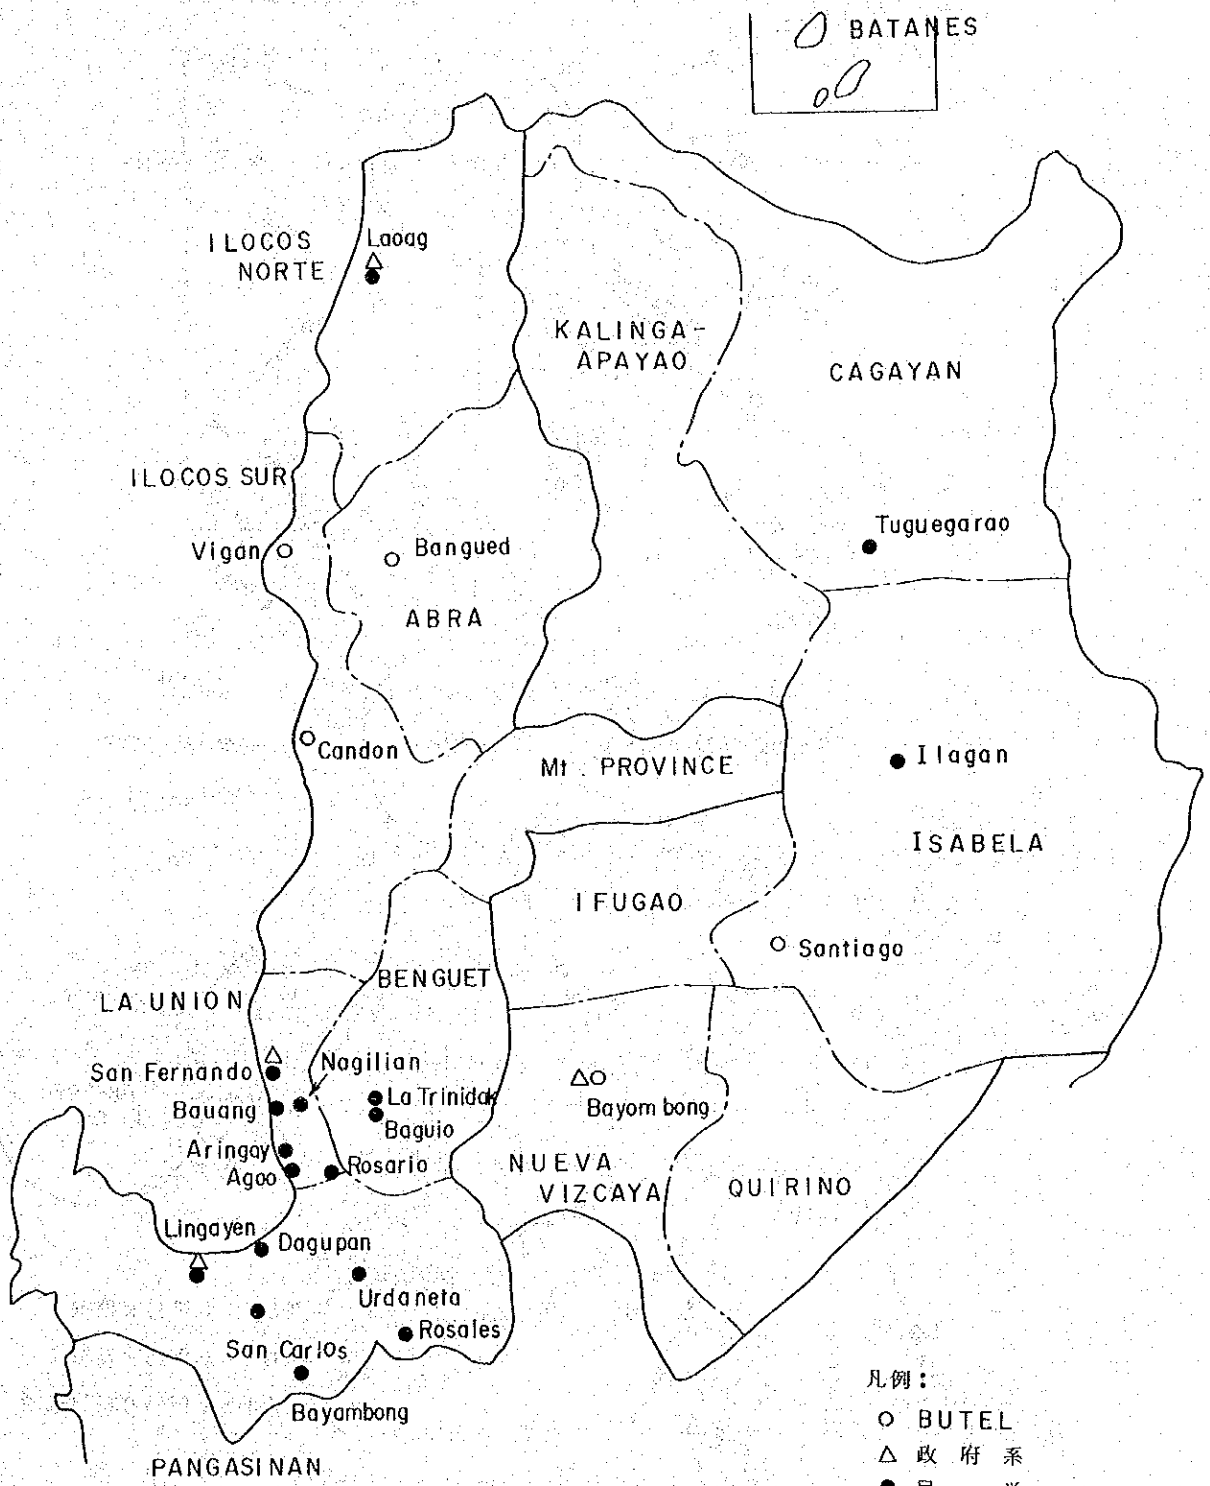 BATANES
ILOCOS
NORTE
Laoag
KALINGA-
APAYAO
CAGAYAN
ILOCOS SUR
Vigan
Bangued
Tuguegarao
ABRA
Candon
Mt. PROVINCE
Ilagan
ISABELA
IFUGAO
Santiago
BENGUET
LA UNION
San Fernando
Nagilian
Bauang
La Trinidak
Baguio
Bayombong
Aringay
Agoo
Rosario
NUEVA
VIZCAYA
QUIRINO
Lingayen
Dagupan
Urdaneta
San Carlos
Rosales
Bayambong
PANGASINAN
凡例:
BUTEL
政府系